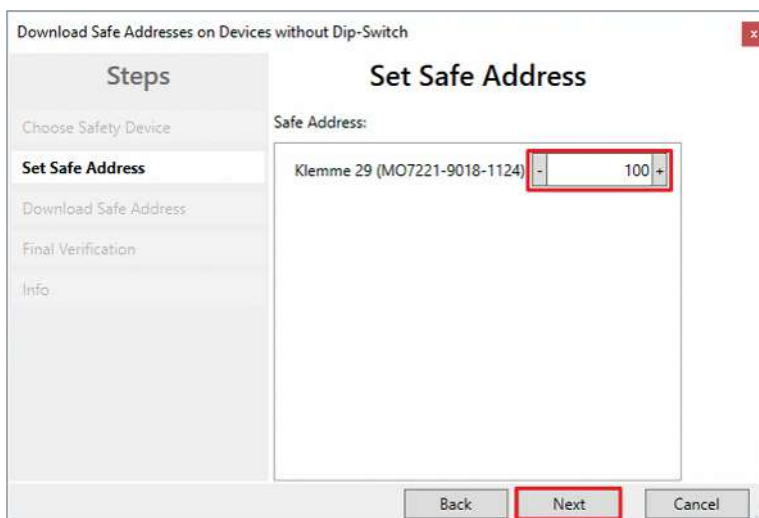 Download Safe Addresses on Devices without Dip-Switch
x
Steps
Choose Safety Device
Set Safe Address
Download Safe Address
Final Verification
Info
Set Safe Address
Safe Address:
Klemme 29 (MO7221-9018-1124) - 100 +
Back Next Cancel